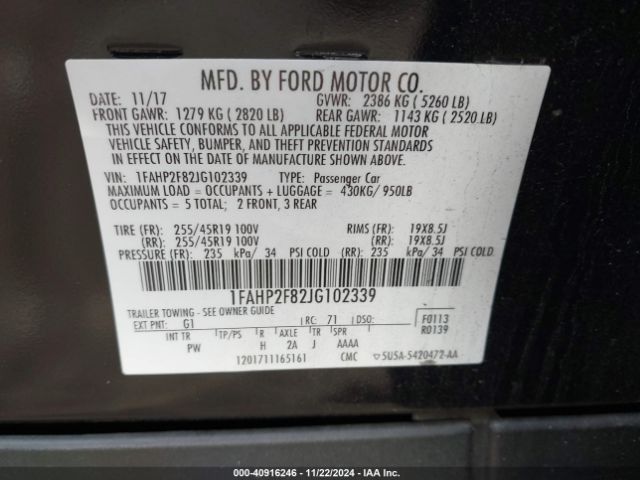 MFD. BY FORD MOTOR CO.
DATE: 11/17 GVWR: 2386 KG ( 5260 LB)
FRONT GAWR: 1279 KG ( 2820 LB) REAR GAWR: 1143 KG ( 2520LB)
THIS VEHICLE CONFORMS TO ALL APPLICABLE FEDERAL MOTOR
VEHICLE SAFETY, BUMPER, AND THEFT PREVENTION STANDARDS
IN EFFECT ON THE DATE OF MANUFACTURE SHOWN ABOVE.
VIN: 1FAHP2F82JG102339 TYPE: Passenger Car
MAXIMUM LOAD = OCCUPANTS + LUGGAGE = 430KG/ 950LB
OCCUPANTS = 5 TOTAL; 2 FRONT, 3 REAR
TIRE (FR): 255/45R19 100V RIMS (FR): 19X8.5J
(RR): 255/45R19 100V (RR): 19X8.5J
PRESSURE (FR): 235 kPa/ 34 PSI COLD (RR): 235 kPa/ 34 PSI COLD
1FAHP2F82JG102339
TRAILER TOWING - SEE OWNER GUIDE
EXT PNT: G1 RC: 71 DSO: F0113
INT TR TP/PS R AXLE TR SPR R0139
PW H 2A J AAAA
1201711165161 CMC 5U5A-5420472-AA
000-40916246 - 11/22/2024 - IAA Inc.